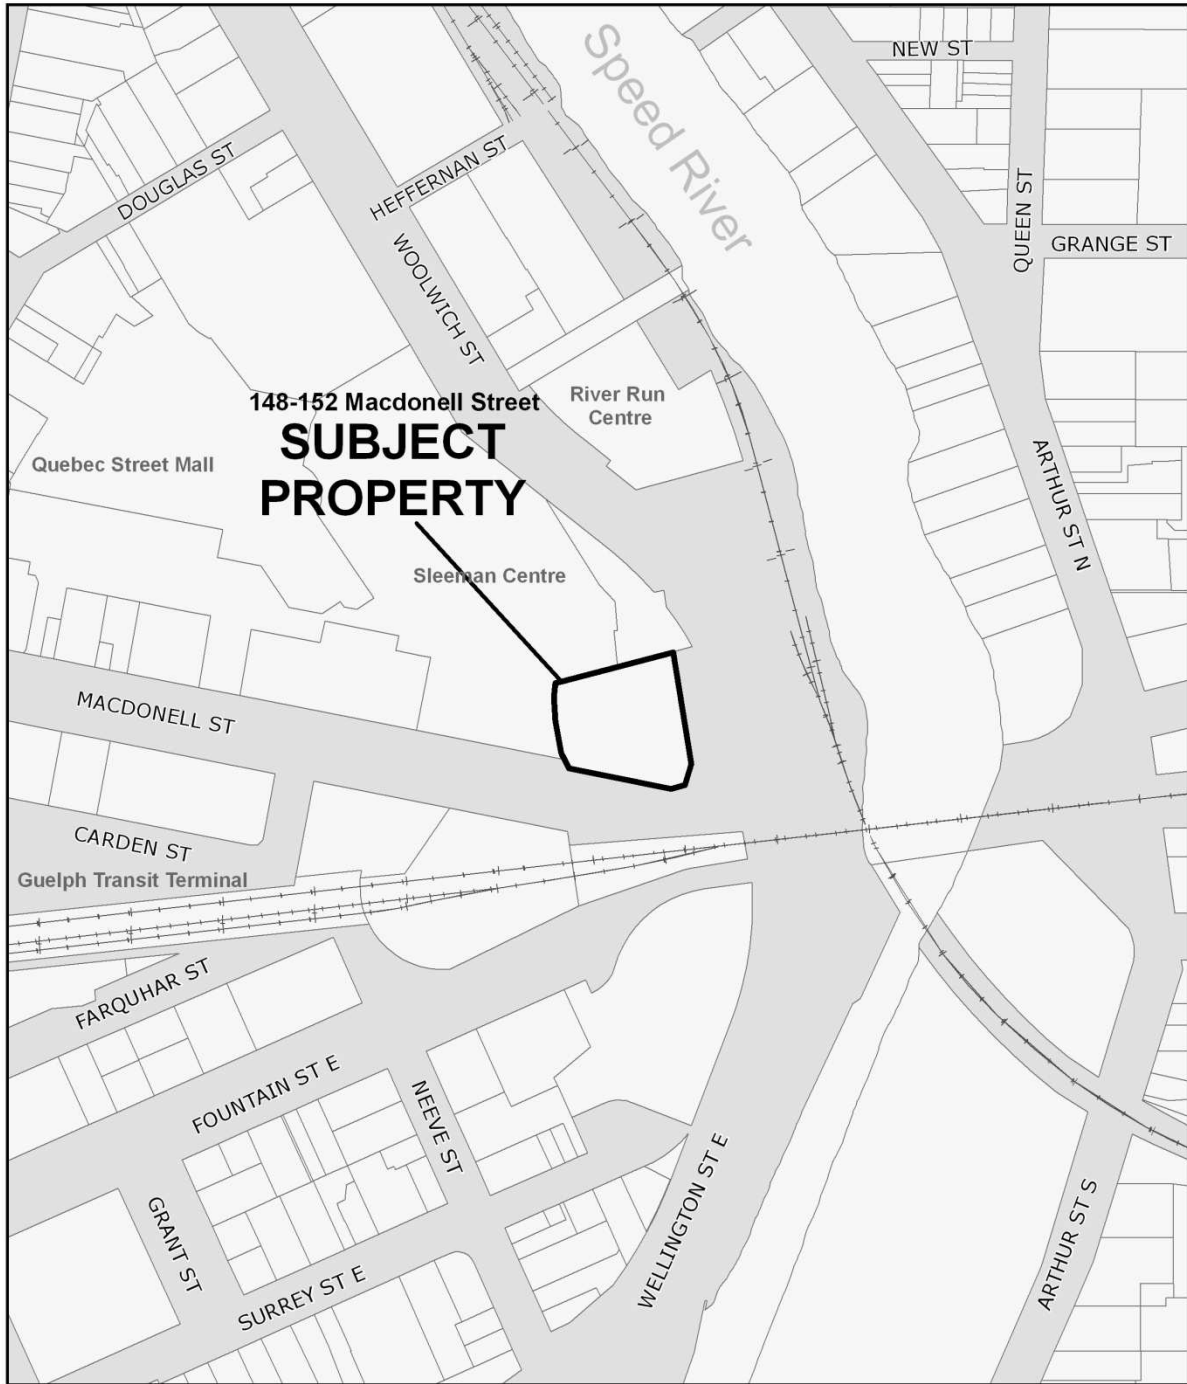 NEW ST
Speed River
DOUGLAS ST
HEFFERNAN ST
QUEEN ST
GRANGE ST
WOOLWICH ST
148-152 Macdonell Street
SUBJECT
PROPERTY
River Run
Centre
Quebec Street Mall
ARTHUR ST N
Sleeman Centre
MACDONELL ST
CARDEN ST
Guelph Transit Terminal
FARQUHAR ST
FOUNTAIN ST E
NEEVE ST
GRANT ST
SURREY ST E
WELLINGTON ST E
ARTHUR ST S